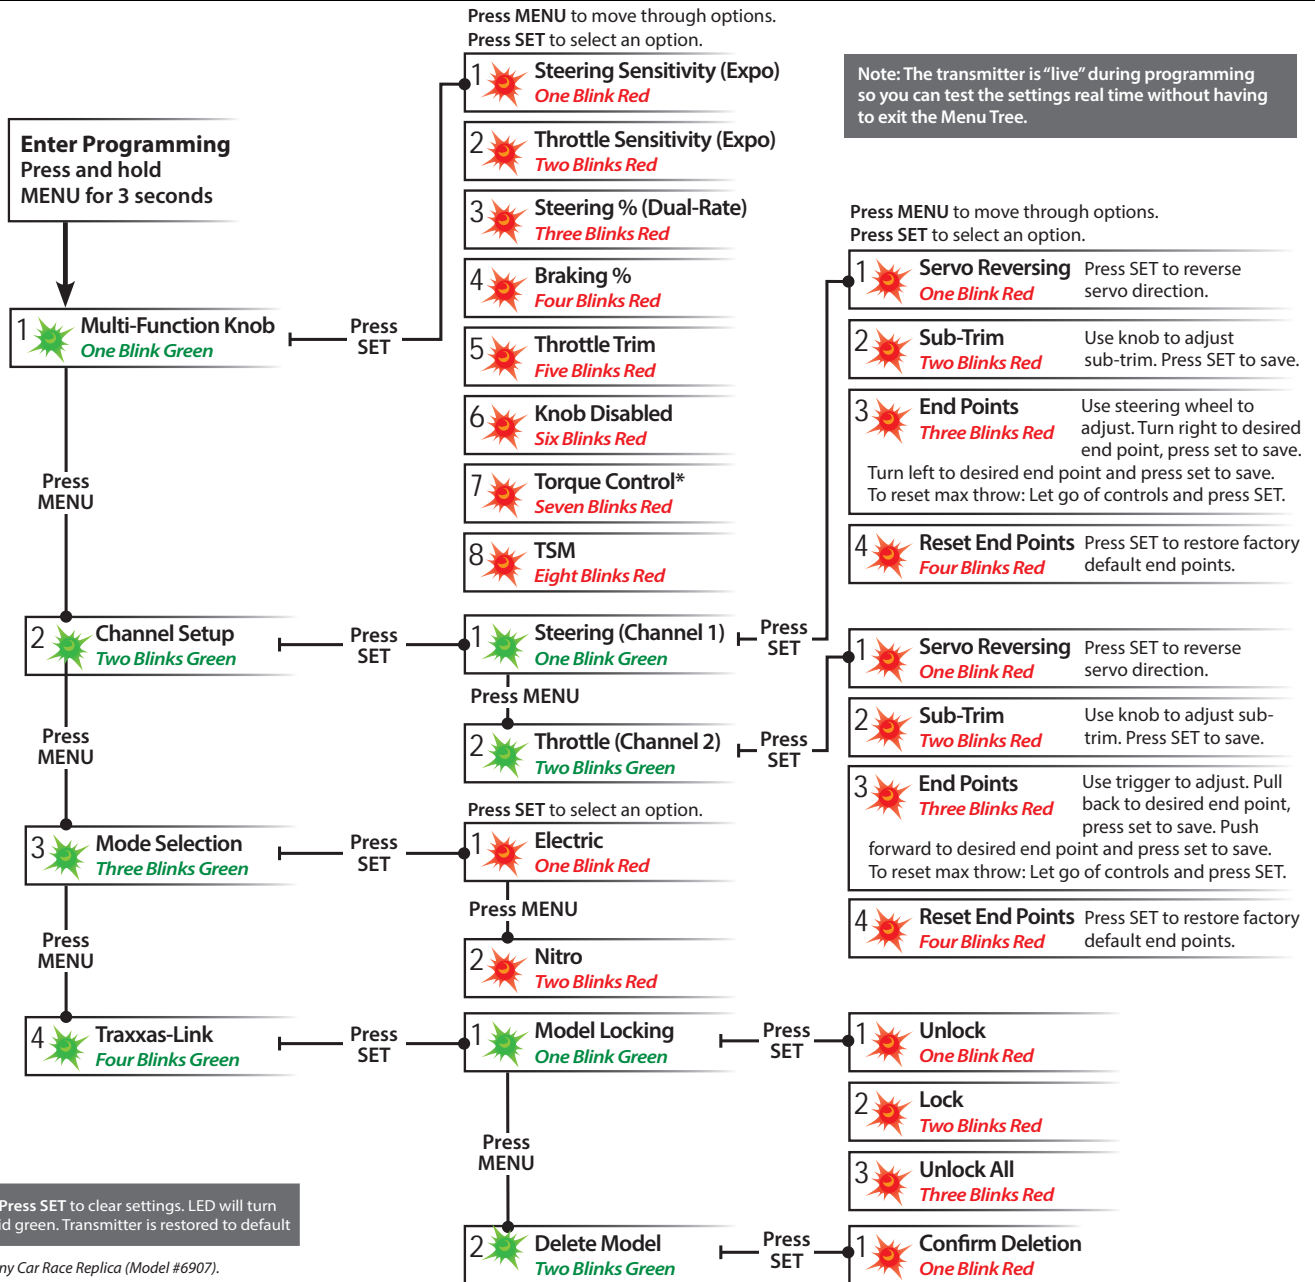 Press MENU to move through options.
Press SET to select an option.
Note: The transmitter is “live” during programming
so you can test the settings real time without having
to exit the Menu Tree.
Enter Programming
Press and hold
MENU for 3 seconds
1 Multi-Function Knob
One Blink Green
Press
SET
1 Steering Sensitivity (Expo)
One Blink Red
2 Throttle Sensitivity (Expo)
Two Blinks Red
3 Steering % (Dual-Rate)
Three Blinks Red
4 Braking %
Four Blinks Red
5 Throttle Trim
Five Blinks Red
6 Knob Disabled
Six Blinks Red
7 Torque Control*
Seven Blinks Red
8 TSM
Eight Blinks Red
Press
MENU
2 Channel Setup
Two Blinks Green
Press
SET
1 Steering (Channel 1)
One Blink Green
Press
SET
Press MENU to move through options.
Press SET to select an option.
1 Servo Reversing Press SET to reverse
One Blink Red servo direction.
2 Sub-Trim Use knob to adjust
Two Blinks Red sub-trim. Press SET to save.
3 End Points Use steering wheel to
Three Blinks Red adjust. Turn right to desired
end point, press set to save.
Turn left to desired end point and press set to save.
To reset max throw: Let go of controls and press SET.
4 Reset End Points Press SET to restore factory
Four Blinks Red default end points.
Press MENU
2 Throttle (Channel 2)
Two Blinks Green
Press
SET
1 Servo Reversing Press SET to reverse
One Blink Red servo direction.
2 Sub-Trim Use knob to adjust sub-
Two Blinks Red trim. Press SET to save.
3 End Points Use trigger to adjust. Pull
Three Blinks Red back to desired end point,
press set to save. Push
forward to desired end point and press set to save.
To reset max throw: Let go of controls and press SET.
4 Reset End Points Press SET to restore factory
Four Blinks Red default end points.
Press
MENU
3 Mode Selection
Three Blinks Green
Press
SET
Press SET to select an option.
1 Electric
One Blink Red
Press MENU
2 Nitro
Two Blinks Red
Press
MENU
4 Traxxas-Link
Four Blinks Green
Press
SET
1 Model Locking
One Blink Green
Press
SET
1 Unlock
One Blink Red
2 Lock
Two Blinks Red
3 Unlock All
Three Blinks Red
Press
MENU
2 Delete Model
Two Blinks Green
Press
SET
1 Confirm Deletion
One Blink Red
Press SET to clear settings. LED will turn
id green. Transmitter is restored to default
ny Car Race Replica (Model #6907).